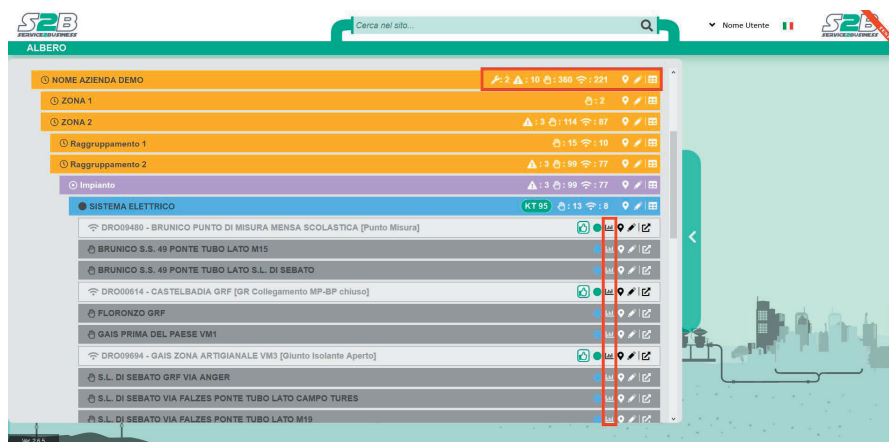 S2B
SERVICE2BUSINESS
Cerca nel sito...
Nome Utente
S2B
SERVICE2BUSINESS
ALBERO
NOME AZIENDA DEMO : 2 : 10 : 360 : 221
ZONA 1 : 2
ZONA 2 : 3 : 114 : 87
Raggruppamento 1 : 15 : 10
Raggruppamento 2 : 3 : 99 : 77
Impianto : 3 : 99 : 77
SISTEMA ELETTRICO KT 95 : 13 : 8
DRO09480 - BRUNICO PUNTO DI MISURA MENSA SCOLASTICA [Punto Misura]
BRUNICO S.S. 49 PONTE TUBO LATO M15
BRUNICO S.S. 49 PONTE TUBO LATO S.L. DI SEBATO
DRO00614 - CASTELBADIA GRF [GR Collegamento MP-BP chiuso]
FLORONZO GRF
GAIS PRIMA DEL PAESE VM1
DRO09694 - GAIS ZONA ARTIGIANALE VM3 [Giunto Isolante Aperto]
S.L. DI SEBATO GRF VIA ANGER
S.L. DI SEBATO VIA FALZES PONTE TUBO LATO CAMPO TURES
S.L. DI SEBATO VIA FALZES PONTE TUBO LATO M19
Ver 2.6.5